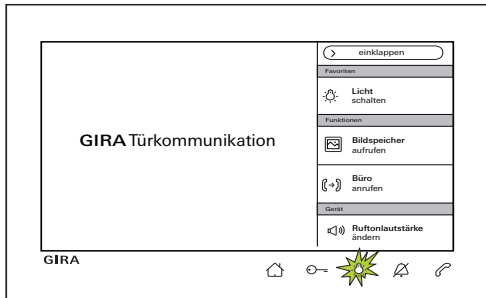 einklappen
Favoriten
Licht
schalten
Funktionen
GIRA Türkommunikation
Bildspeicher
aufrufen
Büro
anrufen
Gerät
Ruftonlautstärke
ändern
GIRA